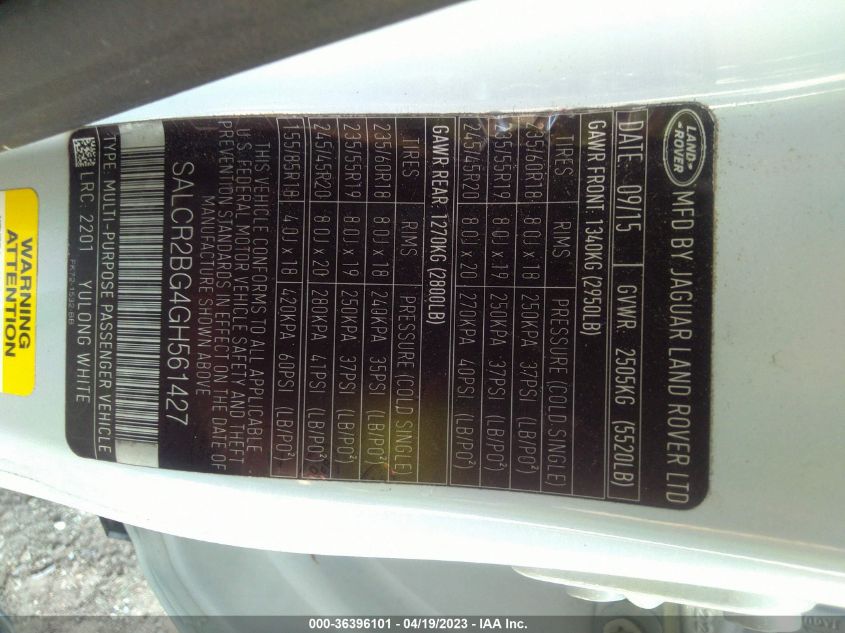 LAND
ROVER
MFD BY JAGUAR LAND ROVER LTD
DATE 09/15 GVWR: 2505KG (5520LB)
GAWR FRONT: 1340KG (2950LB)
TIRES RIMS PRESSURE (COLD SINGLE)
235/60R18 8.0J x 18 250KPA 37PSI (LB/PO²)
235/55R19 8.0J x 19 250KPA 37PSI (LB/PO²)
245/45R20 8.0J x 20 270KPA 40PSI (LB/PO²)
GAWR REAR: 1270KG (2800LB)
TIRES RIMS PRESSURE (COLD SINGLE)
235/60R18 8.0J x 18 240KPA 35PSI (LB/PO²)
235/55R19 8.0J x 19 250KPA 37PSI (LB/PO²)
245/45R20 8.0J x 20 280KPA 41PSI (LB/PO²)
155/85R18 4.0J x 18 420KPA 60PSI (LB/PO²)
THIS VEHICLE CONFORMS TO ALL APPLICABLE
U.S. FEDERAL MOTOR VEHICLE SAFETY AND THEFT
PREVENTION STANDARDS IN EFFECT ON THE DATE OF
MANUFACTURE SHOWN ABOVE
SALCR2BG4GH561427
TYPE MULTI-PURPOSE PASSENGER VEHICLE
LRC: 2201 YULONG WHITE
FK72-1532-BB
WARNING
ATTENTION
000-36396101 / 04/19/2023 - IAA Inc.